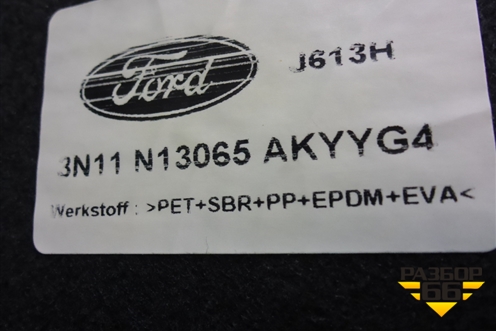 Ford
J613H
3N11 N13065 AKYYG4
Werkstoff : >PET+SBR+PP+EPDM+EVA<
РАЗБОР
66